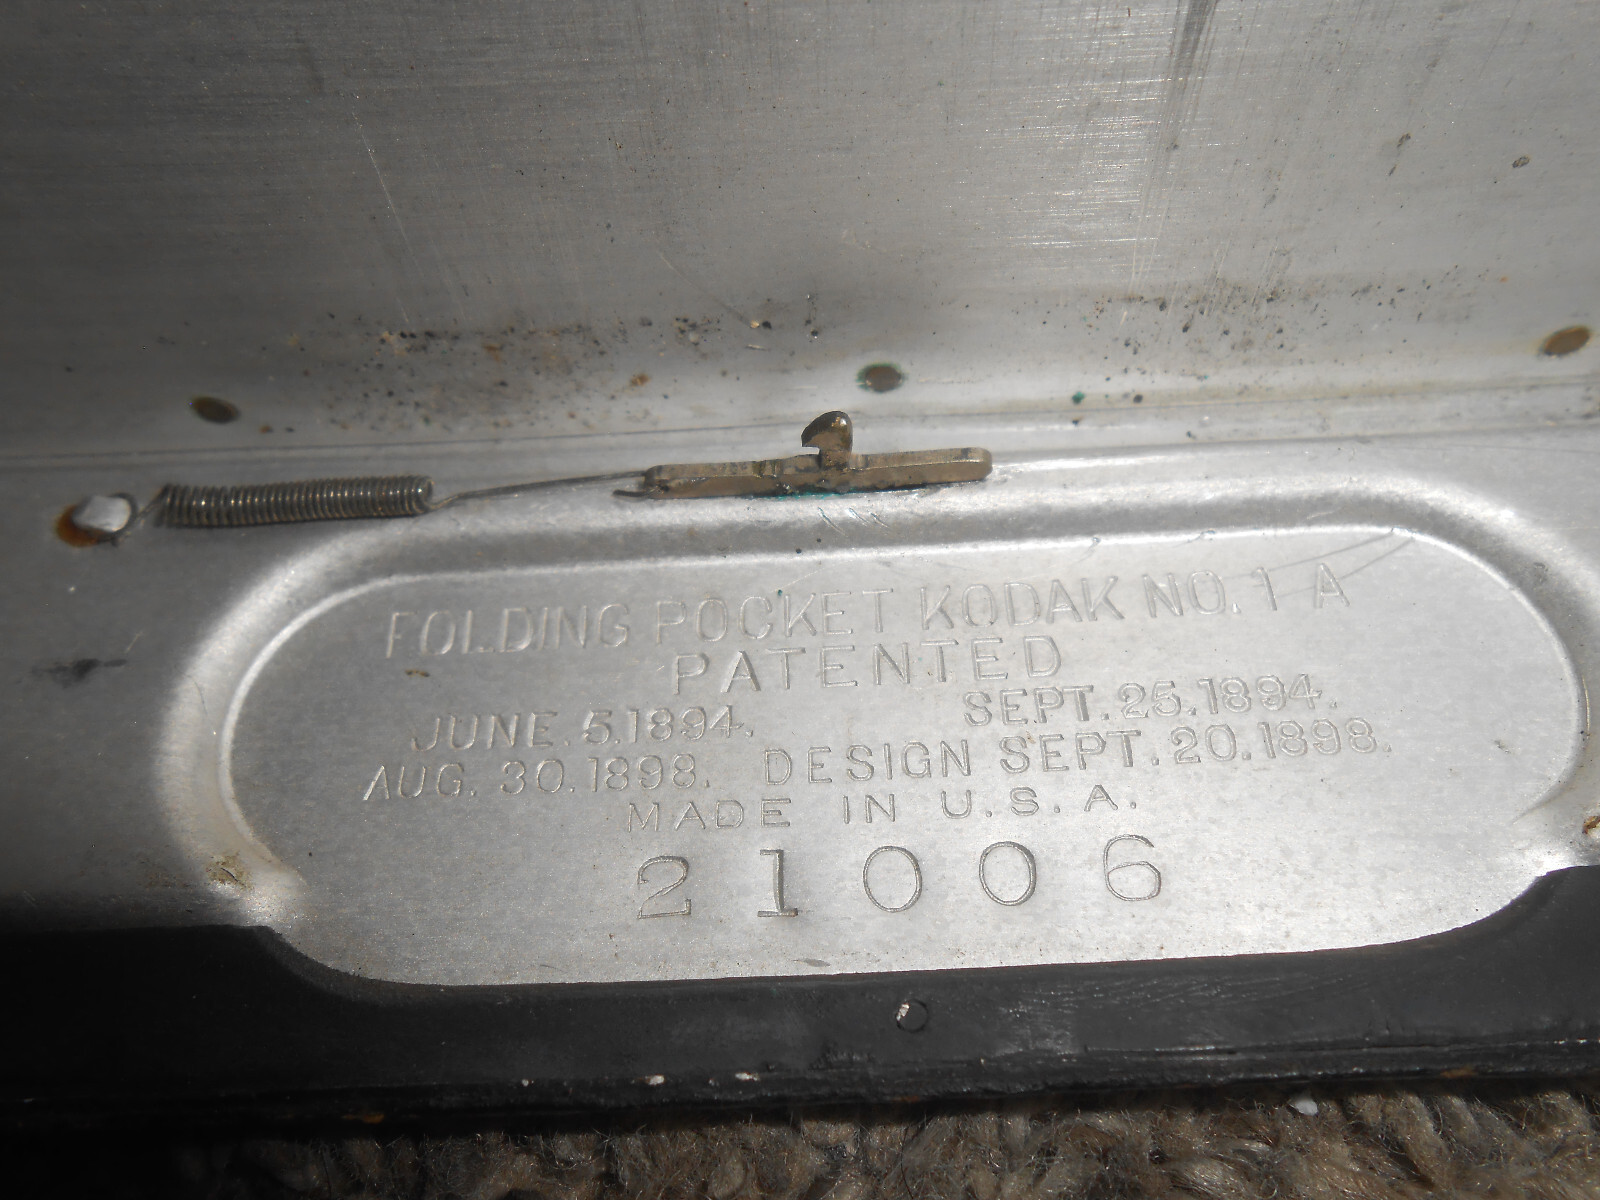 FOLDING POCKET KODAK NO. 1 A
PATENTED
JUNE. 5. 1894. SEPT. 25. 1894.
AUG. 30. 1898. DESIGN SEPT. 20. 1898.
MADE IN U.S.A.
21006